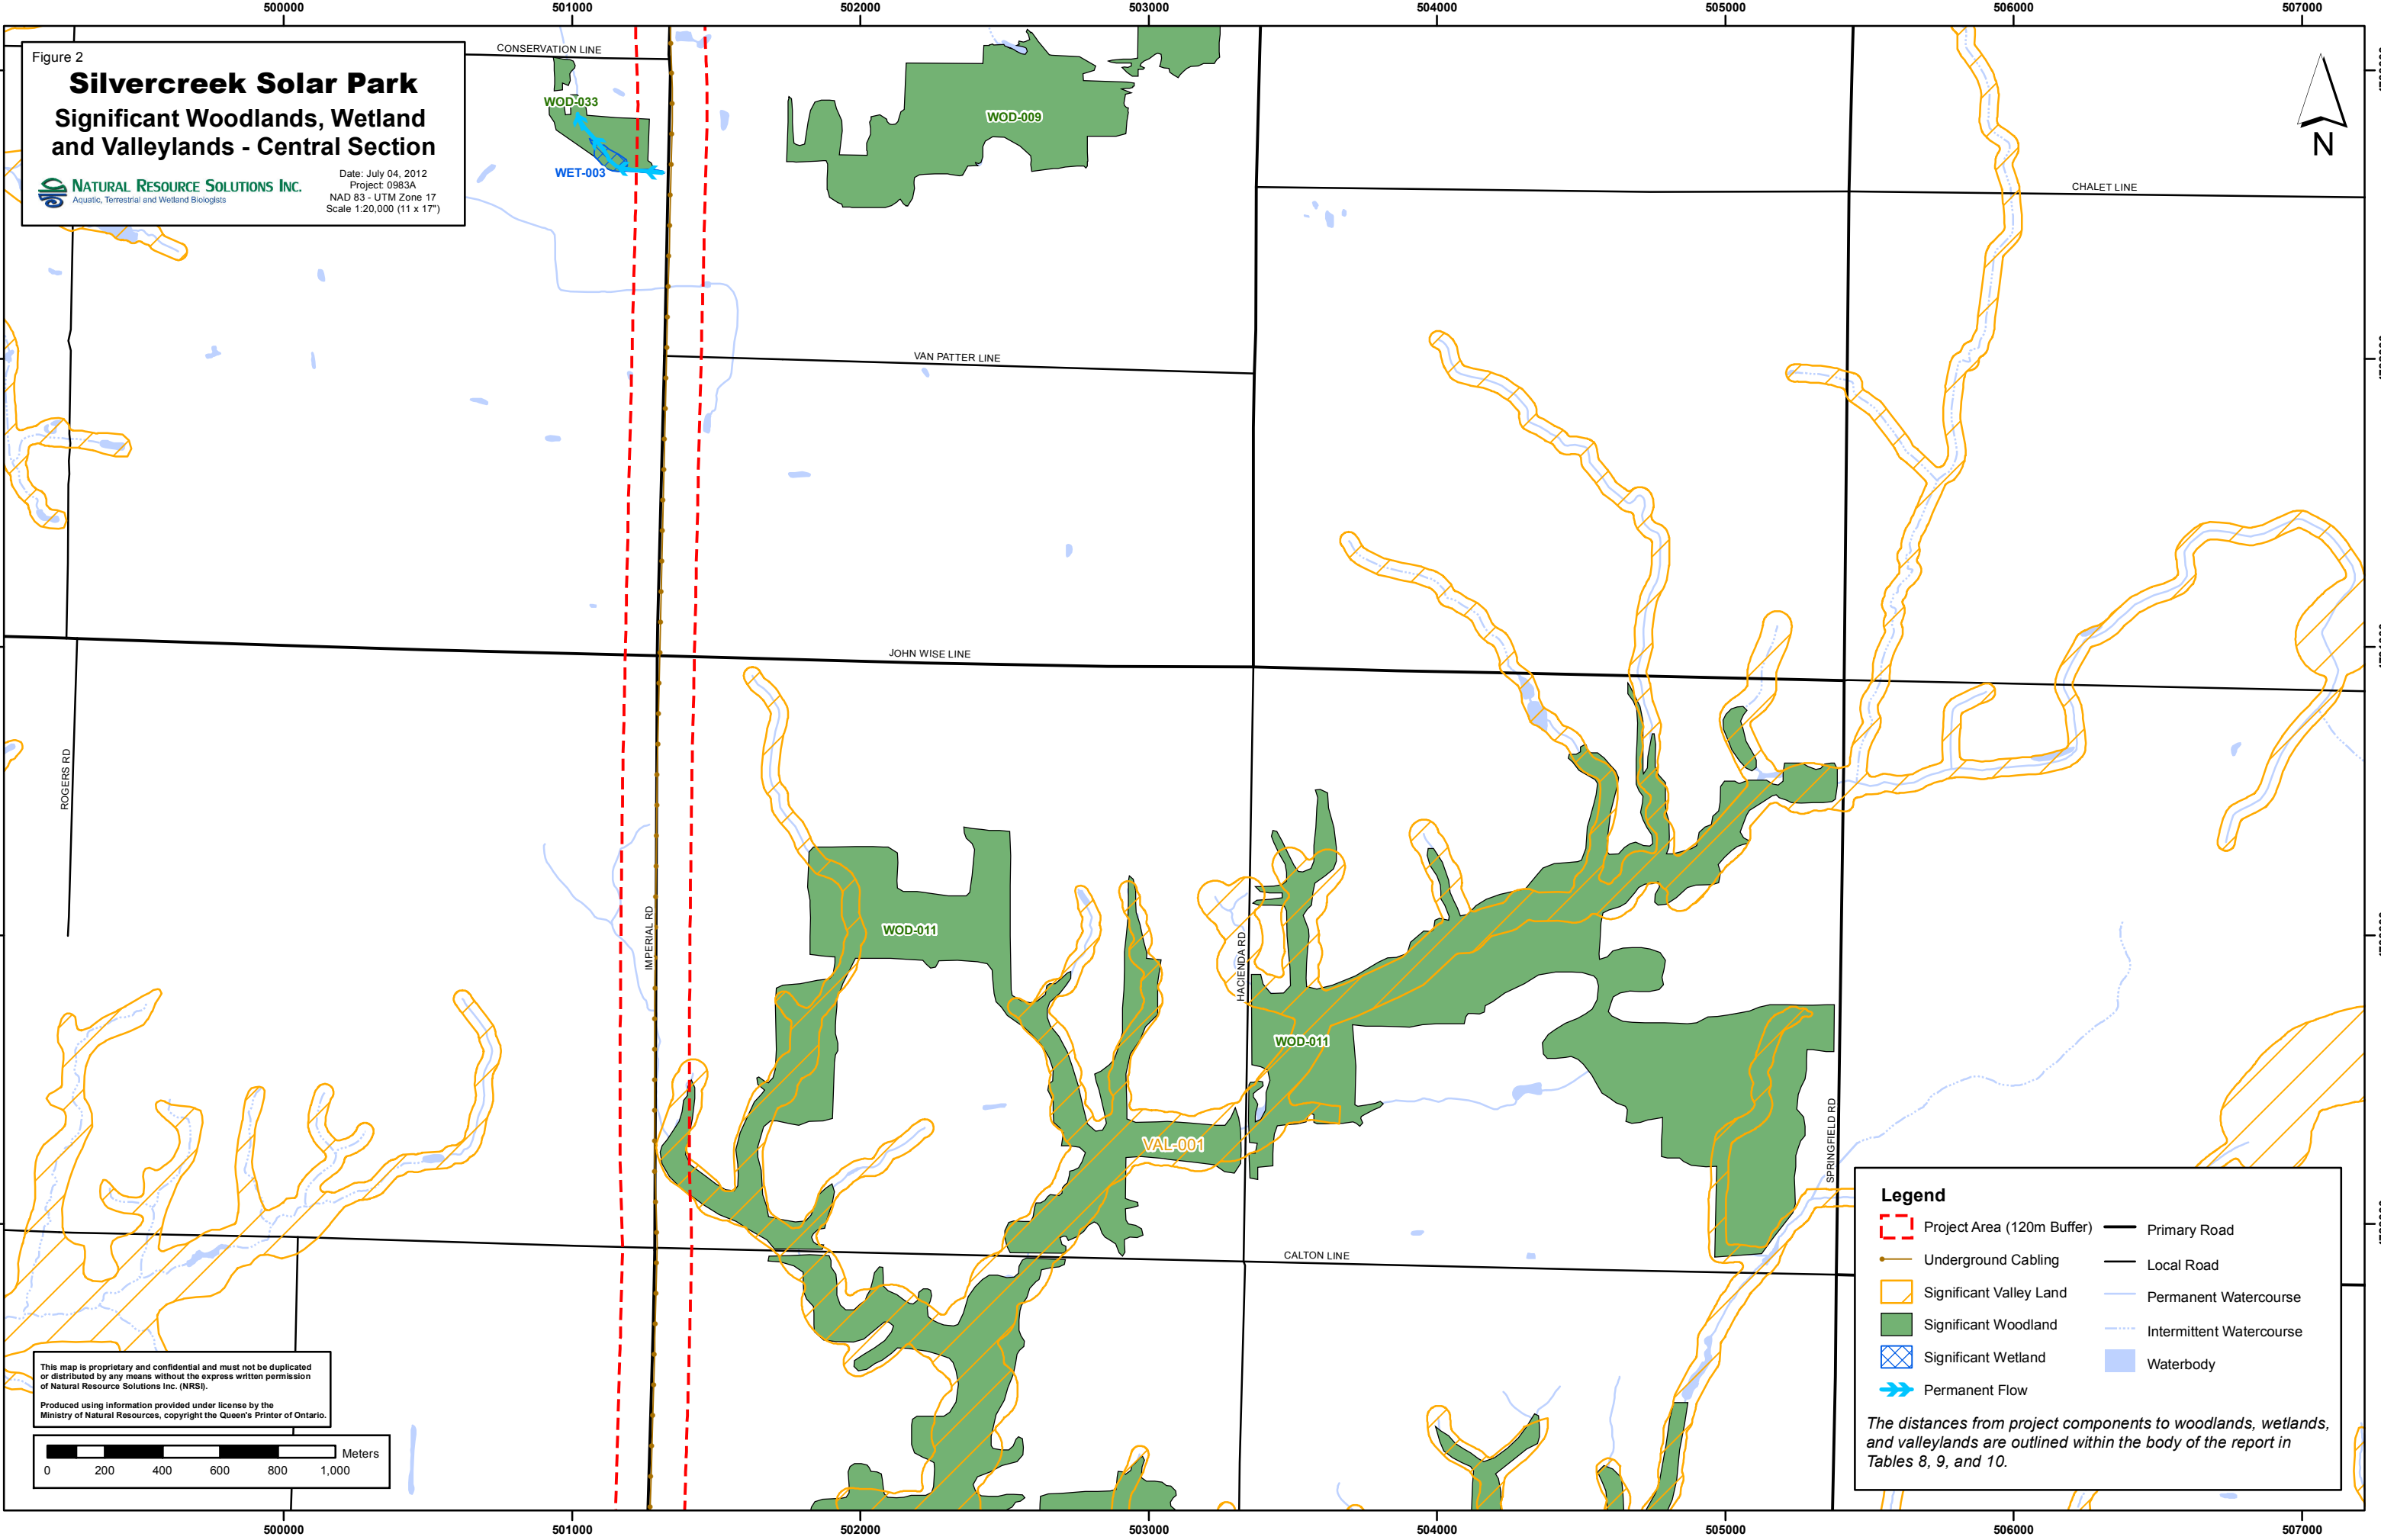 500000 501000 502000 503000 504000 505000 506000 507000
Figure 2
Silvercreek Solar Park
Significant Woodlands, Wetland
and Valleylands - Central Section
NATURAL RESOURCE SOLUTIONS INC.
Aquatic, Terrestrial and Wetland Biologists
Date: July 04, 2012
Project: 0983A
NAD 83 - UTM Zone 17
Scale 1:20,000 (11 x 17")
CONSERVATION LINE
WOD-033
WET-003
WOD-009
N
CHALET LINE
VAN PATTER LINE
JOHN WISE LINE
ROGERS RD
IMPERIAL RD
WOD-011
HACIENDA RD
WOD-011
VAL-001
SPRINGFIELD RD
CALTON LINE
Legend
Project Area (120m Buffer)
Underground Cabling
Significant Valley Land
Significant Woodland
Significant Wetland
Permanent Flow
Primary Road
Local Road
Permanent Watercourse
Intermittent Watercourse
Waterbody
The distances from project components to woodlands, wetlands,
and valleylands are outlined within the body of the report in
Tables 8, 9, and 10.
This map is proprietary and confidential and must not be duplicated
or distributed by any means without the express written permission
of Natural Resource Solutions Inc. (NRSI).
Produced using information provided under license by the
Ministry of Natural Resources, copyright the Queen's Printer of Ontario.
Meters
0 200 400 600 800 1,000
500000 501000 502000 503000 504000 505000 506000 507000